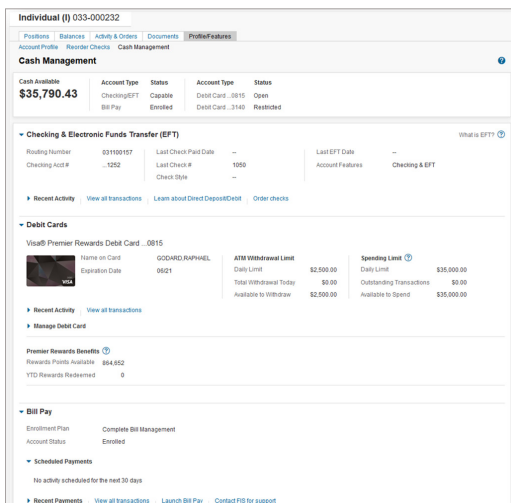 Individual (I) 033-000232
Positions Balances Activity & Orders Documents Profile/Features
Account Profile Reorder Checks Cash Management
Cash Management ?
Cash Available Account Type Status Account Type Status
$35,790.43 Checking/EFT Capable Debit Card...0815 Open
Bill Pay Enrolled Debit Card...3140 Restricted
Checking & Electronic Funds Transfer (EFT) What is EFT? ?
Routing Number 031100157 Last Check Paid Date -- Last EFT Date --
Checking Acct # ...1252 Last Check # 1050 Account Features Checking & EFT
Check Style --
Recent Activity View all transactions Learn about Direct Deposit/Debit Order checks
Debit Cards
Visa® Premier Rewards Debit Card ...0815
Name on Card GODARD,RAPHAEL ATM Withdrawal Limit Spending Limit ?
Expiration Date 06/21 Daily Limit $2,500.00 Daily Limit $35,000.00
VISA Total Withdrawal Today $0.00 Outstanding Transactions $0.00
Available to Withdraw $2,500.00 Available to Spend $35,000.00
Recent Activity View all transactions
Manage Debit Card
Premier Rewards Benefits ?
Rewards Points Available 864,652
YTD Rewards Redeemed 0
Bill Pay
Enrollment Plan Complete Bill Management
Account Status Enrolled
Scheduled Payments
No activity scheduled for the next 30 days
Recent Payments View all transactions Launch Bill Pay Contact FIS for support